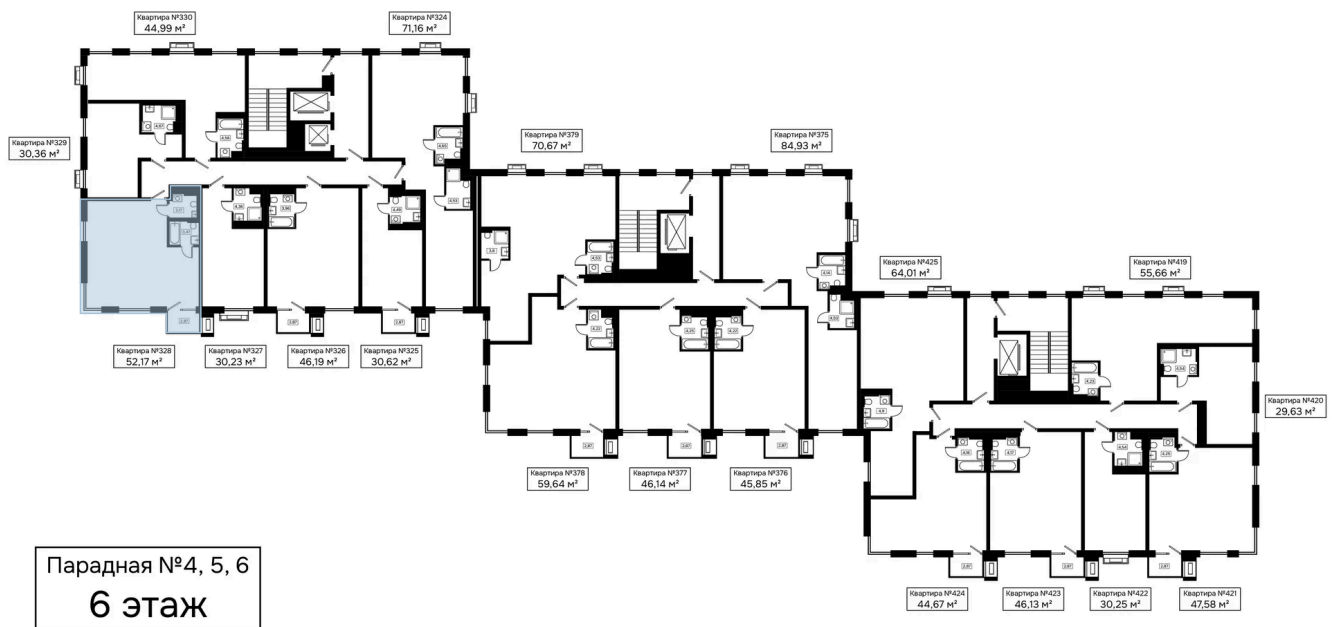 Квартира №330
44,99 м²
Квартира №324
71,16 м²
Квартира №329
30,36 м²
Квартира №379
70,67 м²
Квартира №375
84,93 м²
Квартира №425
64,01 м²
Квартира №419
55,66 м²
Квартира №328
52,17 м²
Квартира №327
30,23 м²
Квартира №326
46,19 м²
Квартира №325
30,62 м²
Квартира №420
29,63 м²
Квартира №378
59,64 м²
Квартира №377
46,14 м²
Квартира №376
45,85 м²
Квартира №424
44,67 м²
Квартира №423
46,13 м²
Квартира №422
30,25 м²
Квартира №421
47,58 м²
Парадная №4, 5, 6
6 этаж